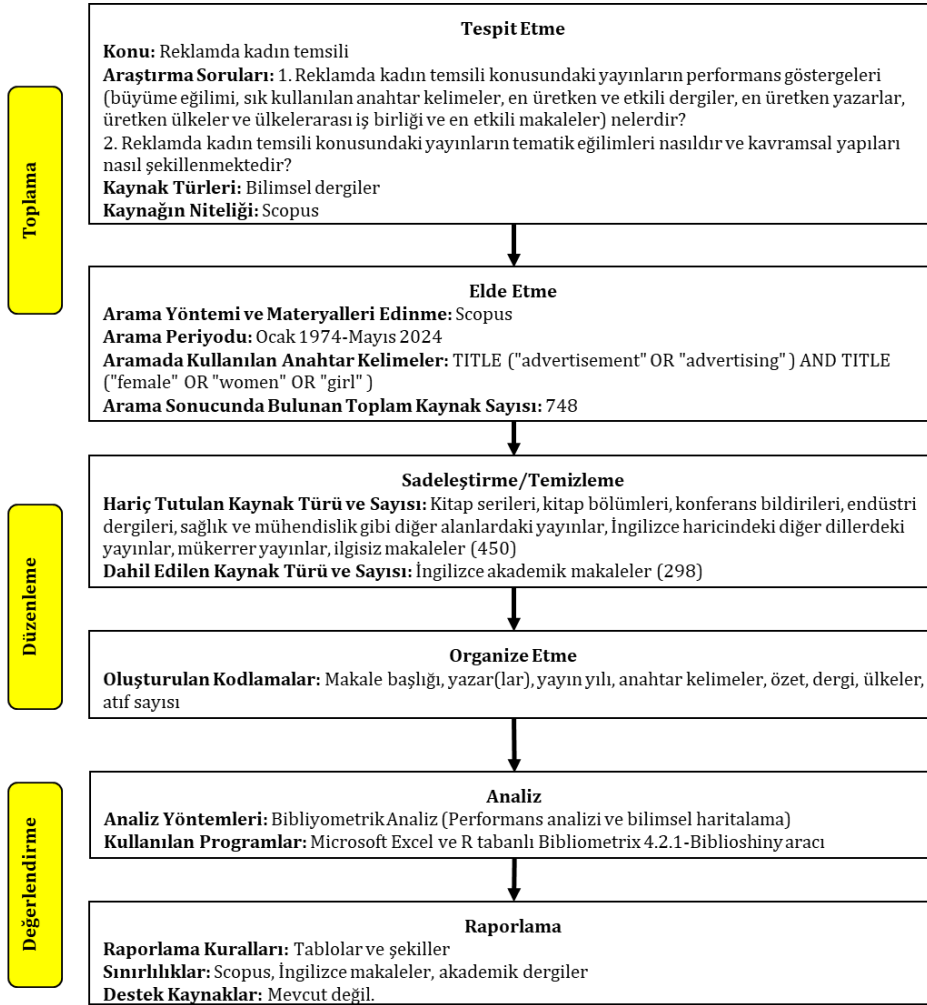 Toplama
Tespit Etme
Konu: Reklamda kadın temsili
Araştırma Soruları: 1. Reklamda kadın temsili konusundaki yayınların performans göstergeleri
(büyüme eğilimi, sık kullanılan anahtar kelimeler, en üretken ve etkili dergiler, en üretken yazarlar,
üretken ülkeler ve ülkelerarası iş birliği ve en etkili makaleler) nelerdir?
2. Reklamda kadın temsili konusundaki yayınların tematik eğilimleri nasıldır ve kavramsal yapıları
nasıl şekillenmektedir?
Kaynak Türleri: Bilimsel dergiler
Kaynağın Niteliği: Scopus
Elde Etme
Arama Yöntemi ve Materyalleri Edinme: Scopus
Arama Periyodu: Ocak 1974-Mayıs 2024
Aramada Kullanılan Anahtar Kelimeler: TITLE ("advertisement" OR "advertising" ) AND TITLE
("female" OR "women" OR "girl" )
Arama Sonucunda Bulunan Toplam Kaynak Sayısı: 748
Düzenleme
Sadeleştirme/Temizleme
Hariç Tutulan Kaynak Türü ve Sayısı: Kitap serileri, kitap bölümleri, konferans bildirileri, endüstri
dergileri, sağlık ve mühendislik gibi diğer alanlardaki yayınlar, İngilizce haricindeki diğer dillerdeki
yayınlar, mükerrer yayınlar, ilgisiz makaleler (450)
Dahil Edilen Kaynak Türü ve Sayısı: İngilizce akademik makaleler (298)
Organize Etme
Oluşturulan Kodlamalar: Makale başlığı, yazar(lar), yayın yılı, anahtar kelimeler, özet, dergi, ülkeler,
atıf sayısı
Değerlendirme
Analiz
Analiz Yöntemleri: Bibliyometrik Analiz (Performans analizi ve bilimsel haritalama)
Kullanılan Programlar: Microsoft Excel ve R tabanlı Bibliometrix 4.2.1-Biblioshiny aracı
Raporlama
Raporlama Kuralları: Tablolar ve şekiller
Sınırlılıklar: Scopus, İngilizce makaleler, akademik dergiler
Destek Kaynaklar: Mevcut değil.